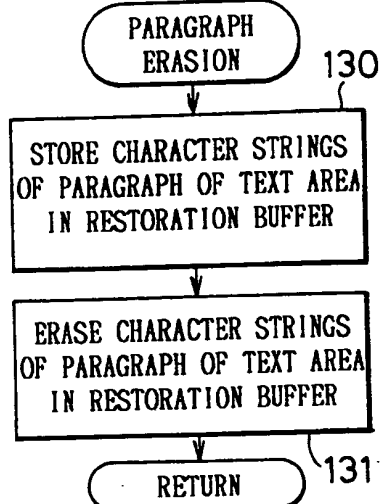 PARAGRAPH
ERASION
130
STORE CHARACTER STRINGS
OF PARAGRAPH OF TEXT AREA
IN RESTORATION BUFFER
ERASE CHARACTER STRINGS
OF PARAGRAPH OF TEXT AREA
IN RESTORATION BUFFER
131
RETURN